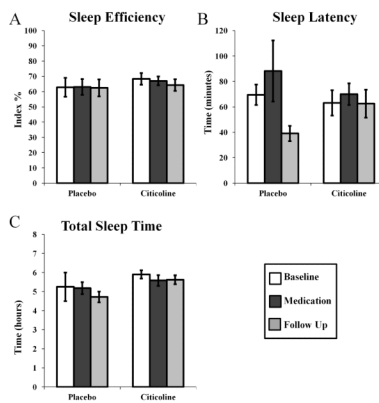 A
Sleep Efficiency
Index %
100
90
80
70
60
50
40
30
20
10
0
Placebo
Citicoline
B
Sleep Latency
Time (minutes)
120
100
80
60
40
20
0
Placebo
Citicoline
C
Total Sleep Time
Time (hours)
8
7
6
5
4
3
2
1
0
Placebo
Citicoline
Baseline
Medication
Follow Up